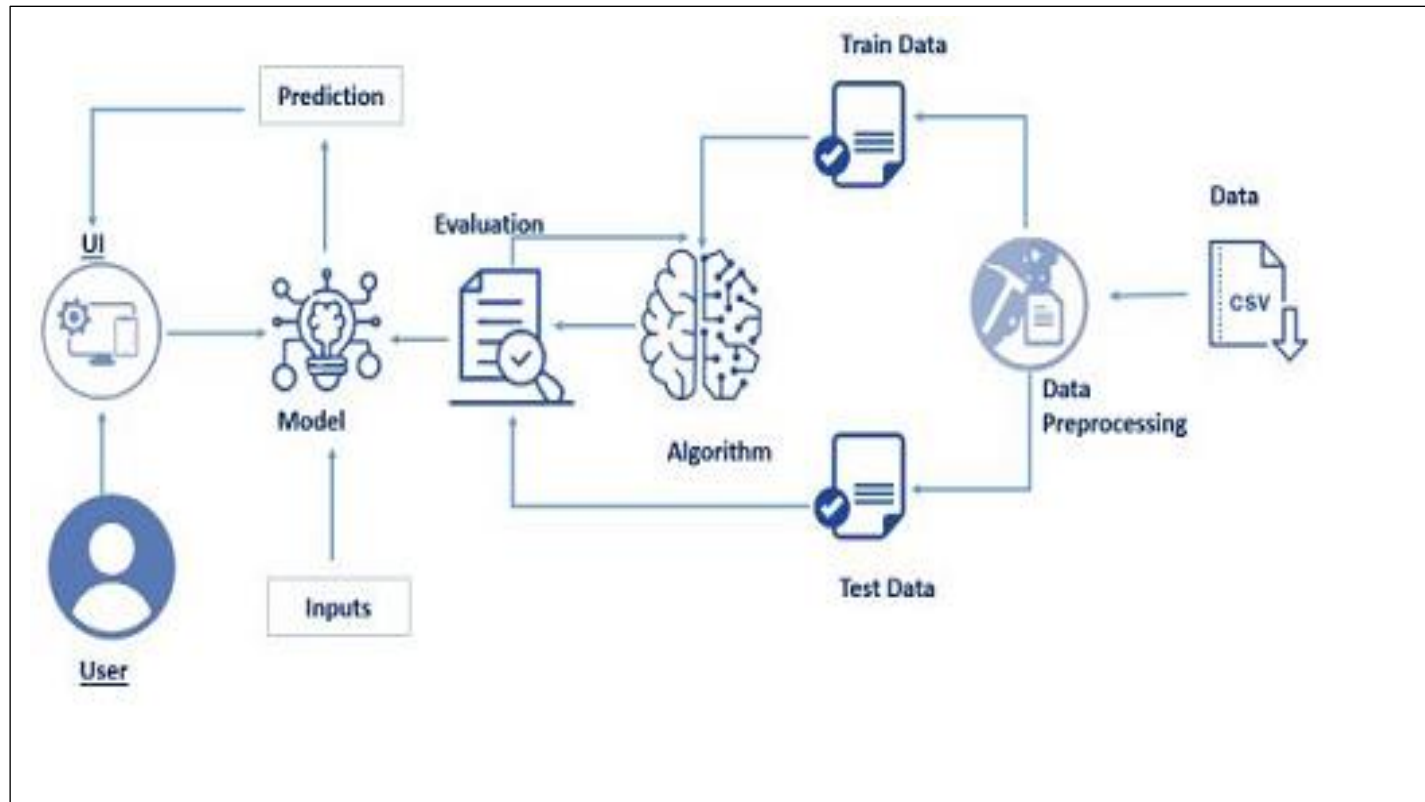 Train Data
Prediction
Data
Evaluation
UI
CSV
Data
Preprocessing
Model
Algorithm
Test Data
Inputs
User